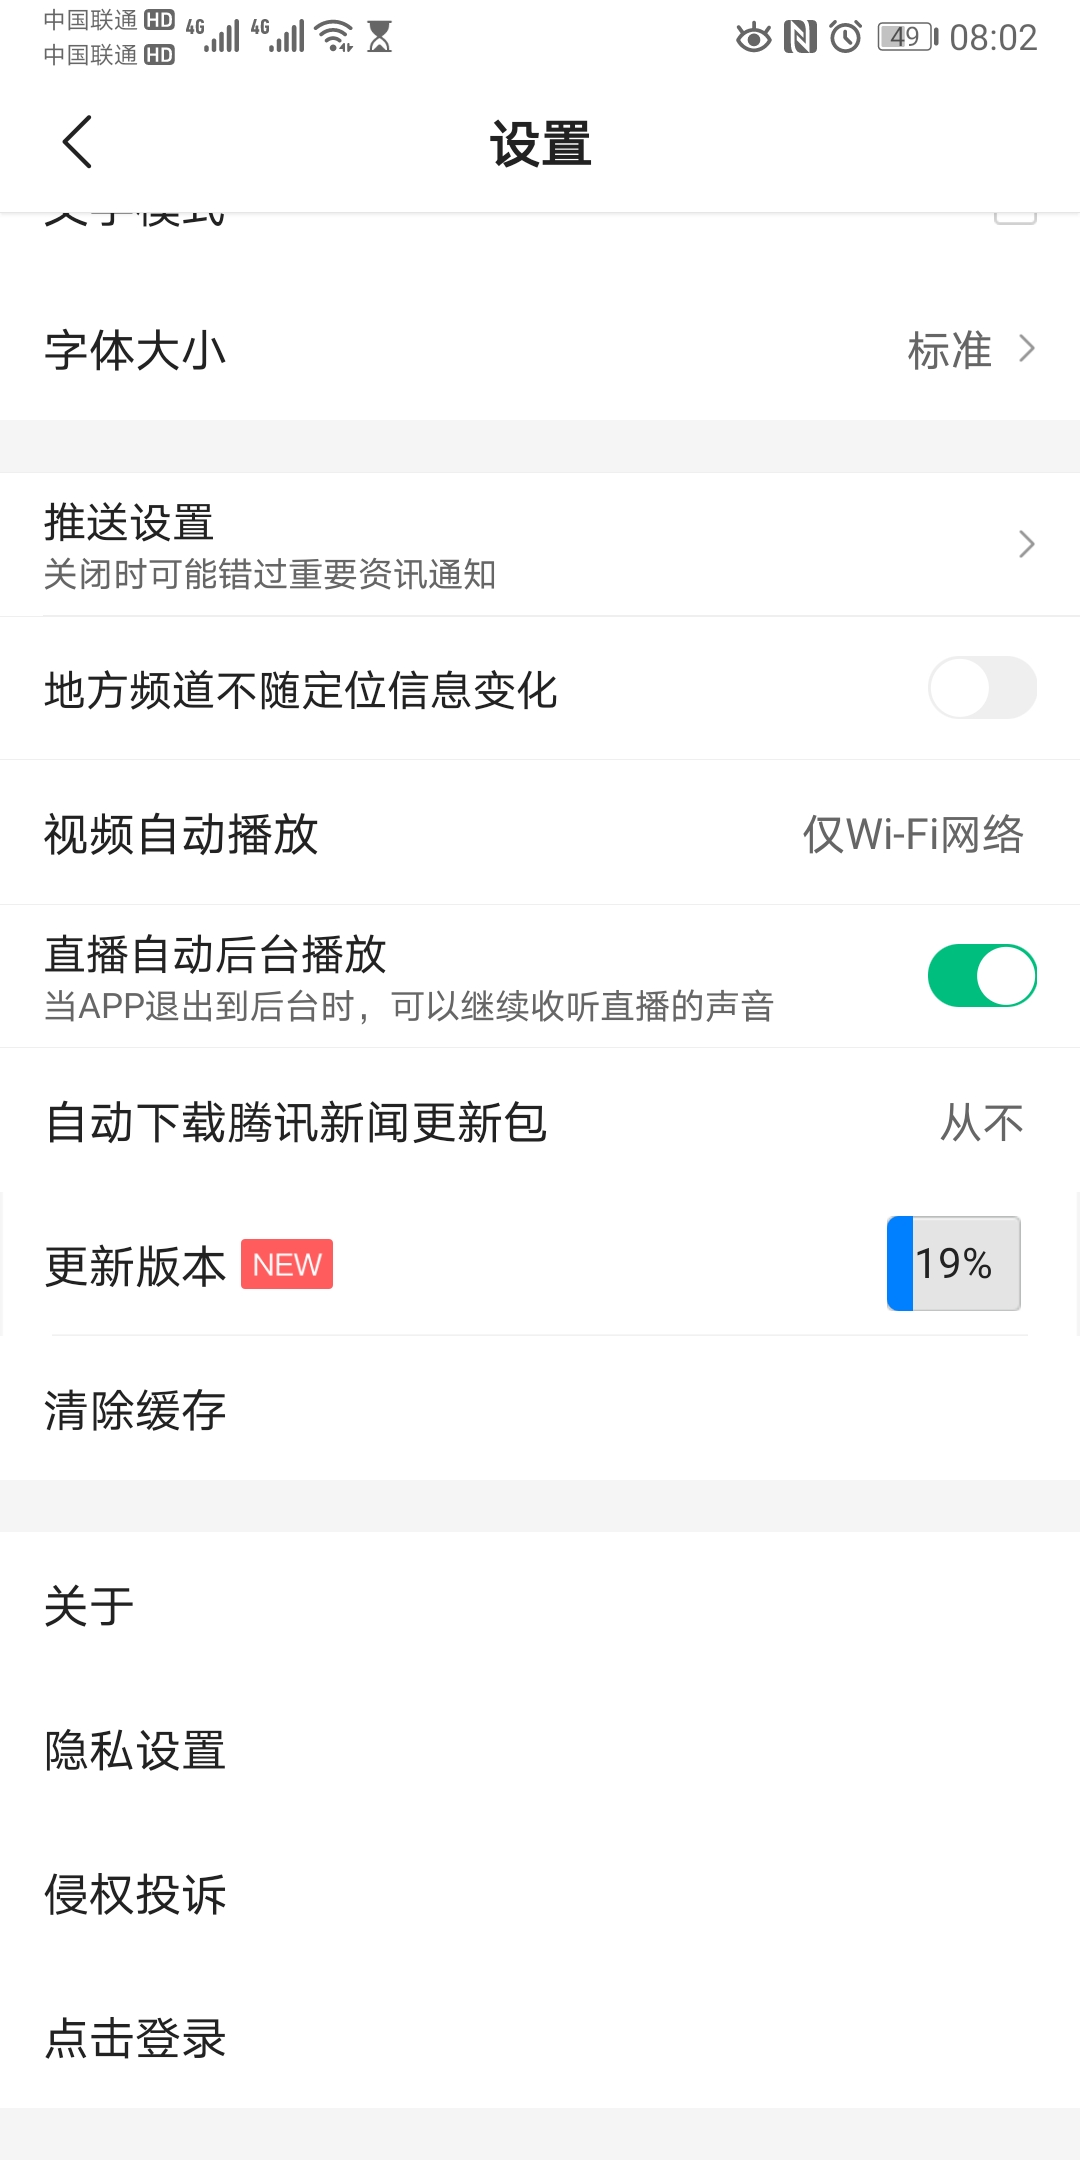 中国联通 HD 4G 4G 49 08:02
中国联通 HD
设置
文字模式
字体大小 标准
推送设置
关闭时可能错过重要资讯通知
地方频道不随定位信息变化
视频自动播放 仅Wi-Fi网络
直播自动后台播放
当APP退出到后台时，可以继续收听直播的声音
自动下载腾讯新闻更新包 从不
更新版本 NEW 19%
清除缓存
关于
隐私设置
侵权投诉
点击登录